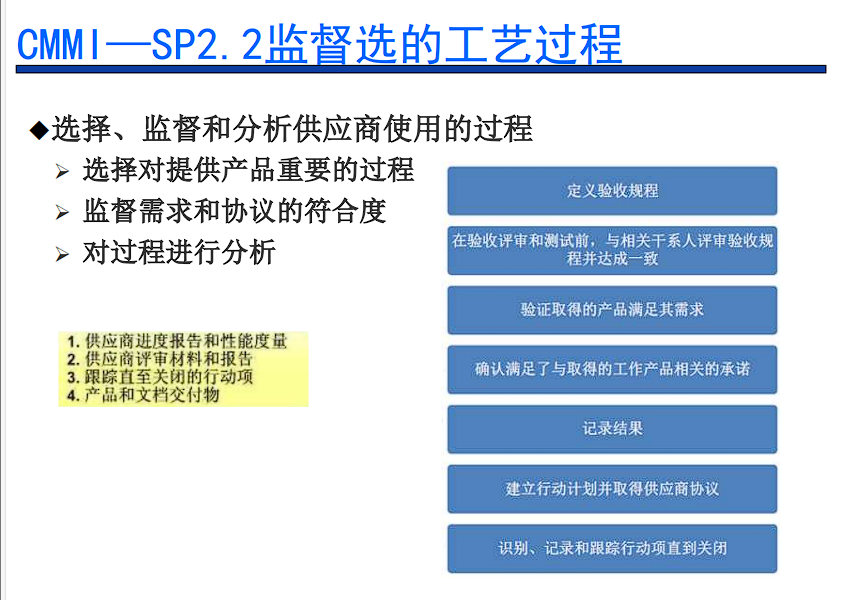 CMMI—SP2.2监督选的工艺过程
◆选择、监督和分析供应商使用的过程
➢ 选择对提供产品重要的过程
➢ 监督需求和协议的符合度
➢ 对过程进行分析
1. 供应商进度报告和性能度量
2. 供应商评审材料和报告
3. 跟踪直至关闭的行动项
4. 产品和文档交付物
定义验收规程
在验收评审和测试前，与相关干系人评审验收规
程并达成一致
验证取得的产品满足其需求
确认满足了与取得的工作产品相关的承诺
记录结果
建立行动计划并取得供应商协议
识别、记录和跟踪行动项直到关闭